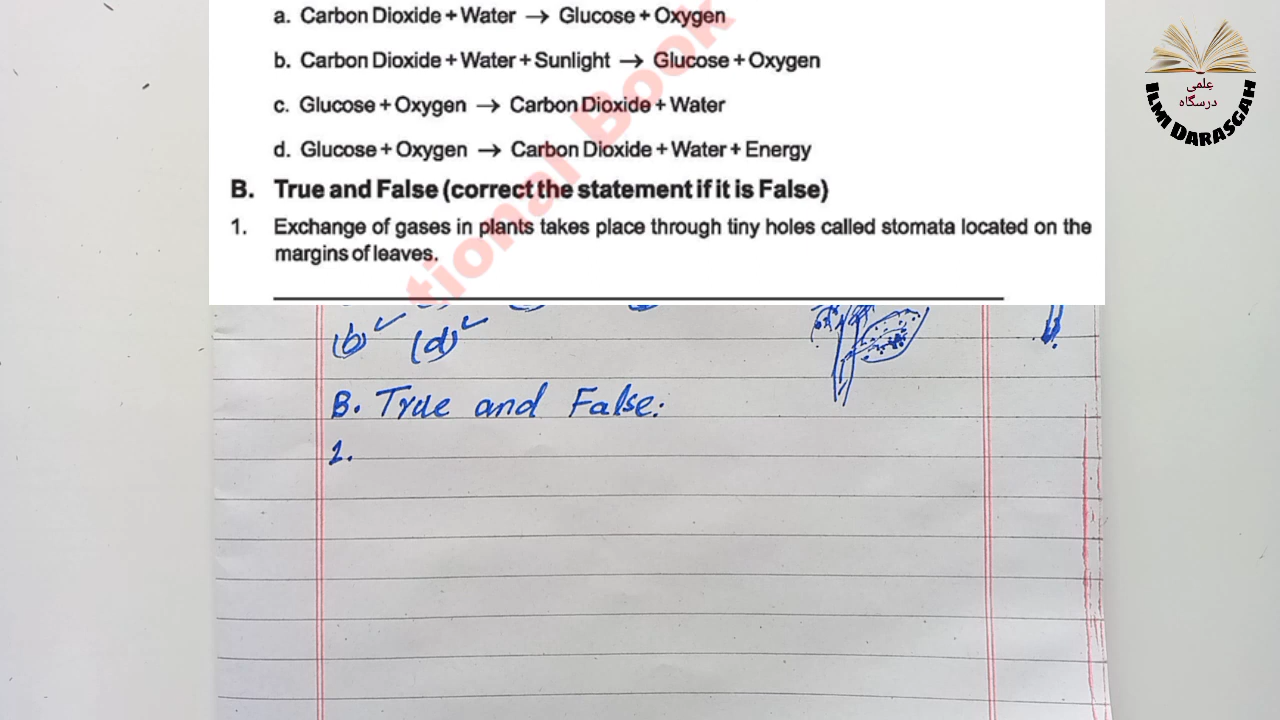 a. Carbon Dioxide + Water → Glucose + Oxygen
b. Carbon Dioxide + Water + Sunlight → Glucose + Oxygen
c. Glucose + Oxygen → Carbon Dioxide + Water
d. Glucose + Oxygen → Carbon Dioxide + Water + Energy
B. True and False (correct the statement if it is False)
1. Exchange of gases in plants takes place through tiny holes called stomata located on the
margins of leaves.
tional Book
علمی
درسگاہ
ILMI DARASGAH
(b) ✓ (d) ✓
B. True and False:
1.